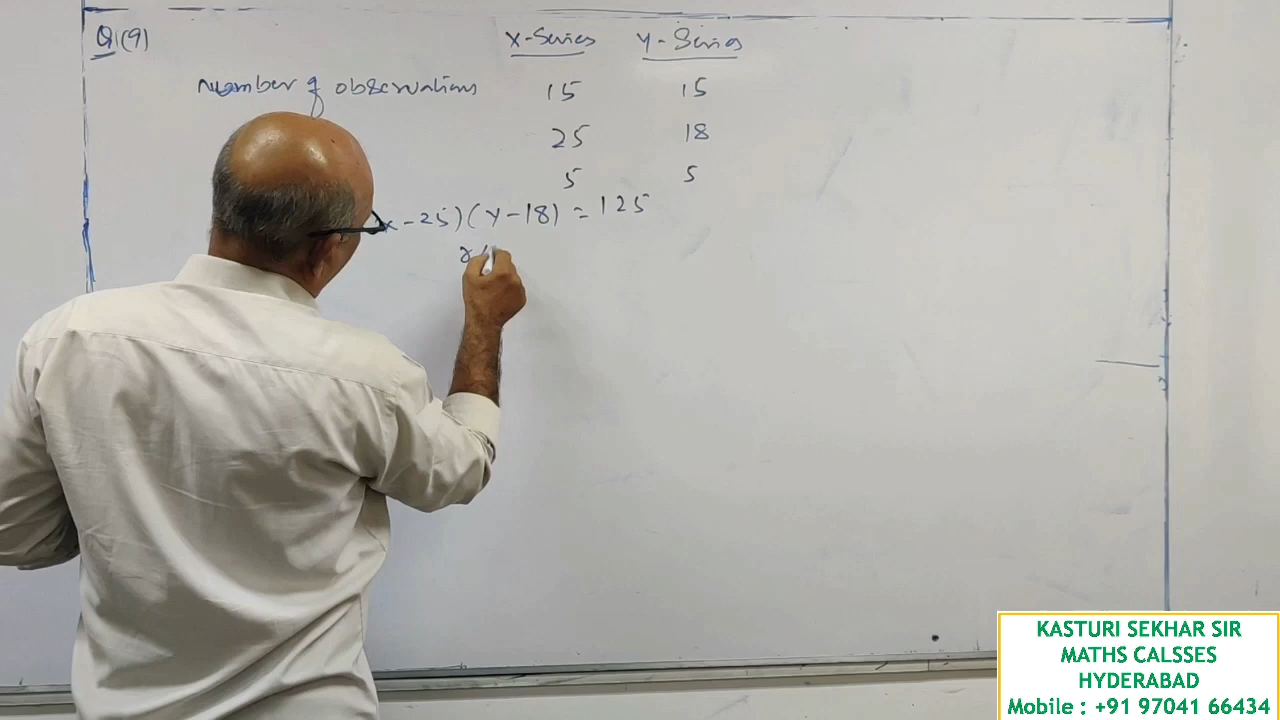 Q1(9)
X-Series Y-Series
Number of observations 15 15
25 18
5 5
x-25)(y-18) = 125
KASTURI SEKHAR SIR
MATHS CALSSES
HYDERABAD
Mobile : +91 97041 66434